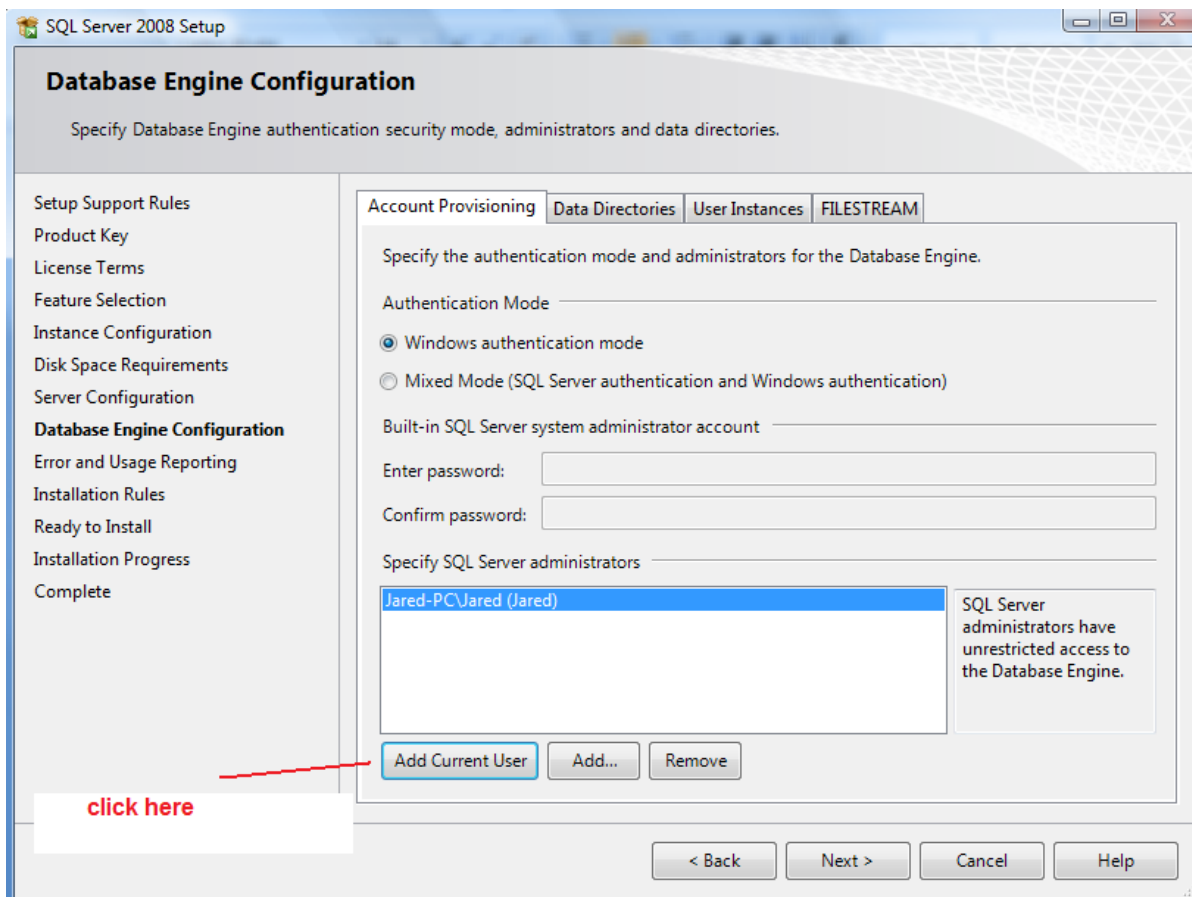 SQL Server 2008 Setup
Database Engine Configuration
Specify Database Engine authentication security mode, administrators and data directories.
Setup Support Rules
Product Key
License Terms
Feature Selection
Instance Configuration
Disk Space Requirements
Server Configuration
Database Engine Configuration
Error and Usage Reporting
Installation Rules
Ready to Install
Installation Progress
Complete
Account Provisioning Data Directories User Instances FILESTREAM
Specify the authentication mode and administrators for the Database Engine.
Authentication Mode
Windows authentication mode
Mixed Mode (SQL Server authentication and Windows authentication)
Built-in SQL Server system administrator account
Enter password:
Confirm password:
Specify SQL Server administrators
Jared-PC\Jared (Jared)
SQL Server
administrators have
unrestricted access to
the Database Engine.
Add Current User Add... Remove
click here
< Back Next > Cancel Help